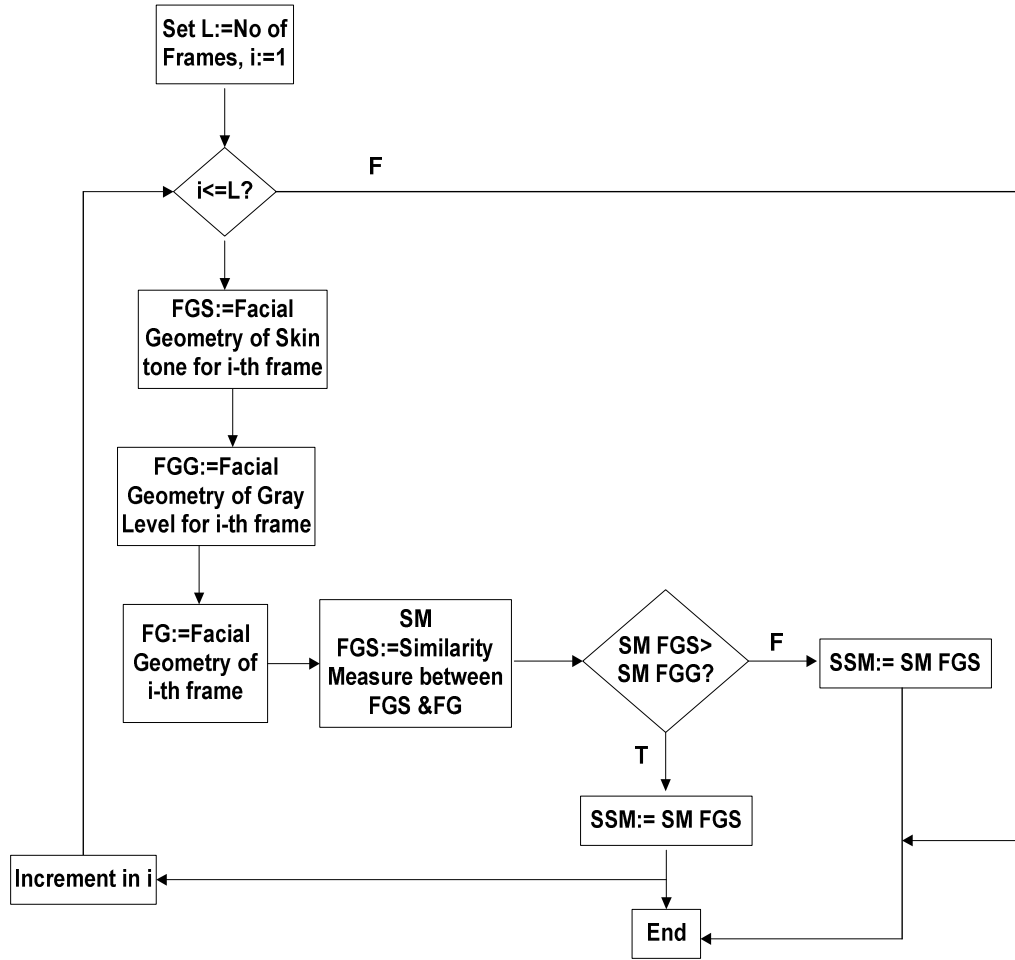 Set L:=No of
Frames, i:=1
F
i<=L?
FGS:=Facial
Geometry of Skin
tone for i-th frame
FGG:=Facial
Geometry of Gray
Level for i-th frame
FG:=Facial
Geometry of
i-th frame
SM
FGS:=Similarity
Measure between
FGS &FG
SM FGS>
SM FGG?
F
SSM:= SM FGS
T
SSM:= SM FGS
Increment in i
End